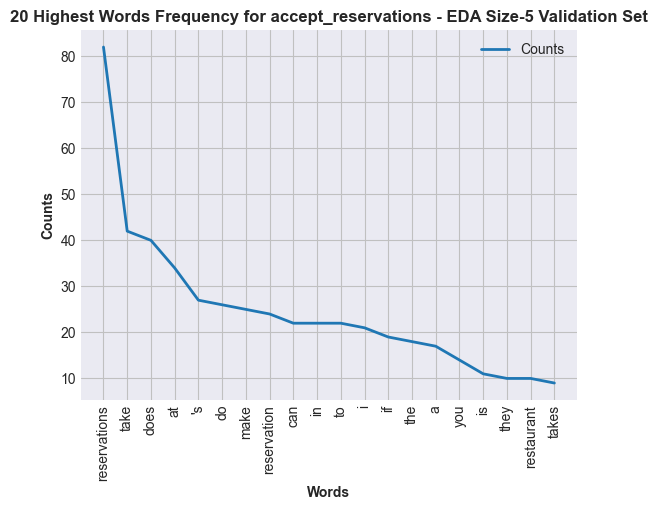 20 Highest Words Frequency for accept_reservations - EDA Size-5 Validation Set
Counts
80
70
60
50
40
30
20
10
Counts
reservations
take
does
at
's
do
make
reservation
can
in
to
i
if
the
a
you
is
they
restaurant
takes
Words